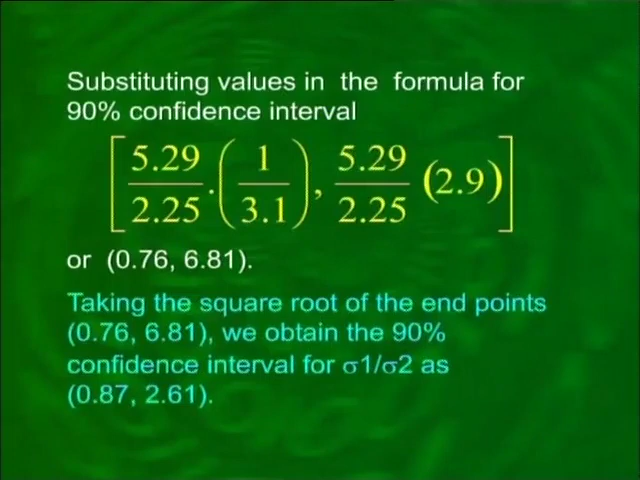 Substituting values in the formula for
90% confidence interval
[5.29/2.25 . (1/3.1), 5.29/2.25 (2.9)]
or (0.76, 6.81).
Taking the square root of the end points
(0.76, 6.81), we obtain the 90%
confidence interval for σ1/σ2 as
(0.87, 2.61).